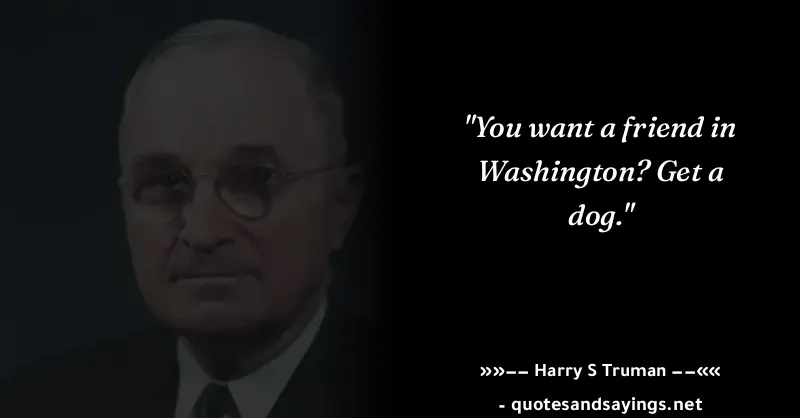 "You want a friend in
Washington? Get a
dog."
»»−− Harry S Truman −−««
- quotesandsayings.net